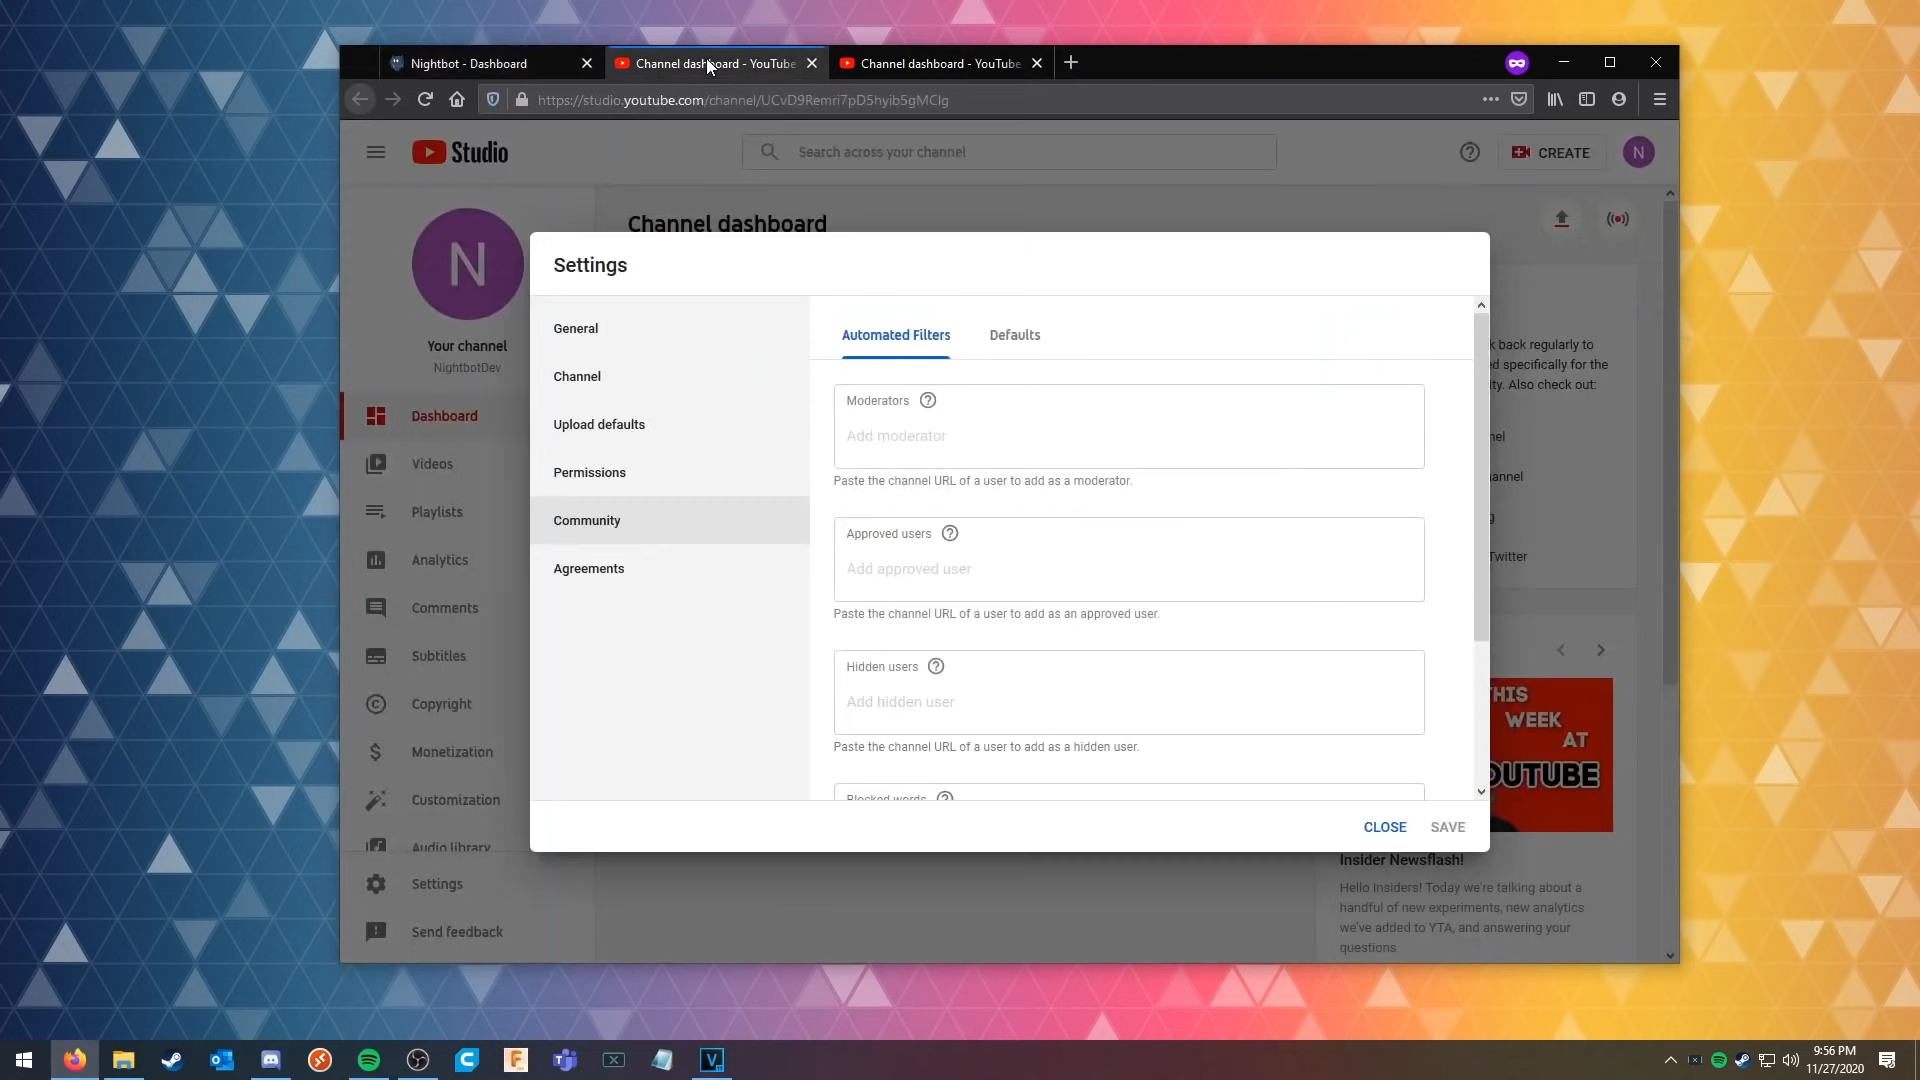 Nightbot - Dashboard
Channel dashboard - YouTube
Channel dashboard - YouTube
https://studio.youtube.com/channel/UCvD9Remri7pD5hyib5gMClg
Studio
Search across your channel
CREATE
N
N
Your channel
NightbotDev
Dashboard
Videos
Playlists
Analytics
Comments
Subtitles
Copyright
Monetization
Customization
Audio library
Settings
Send feedback
Channel dashboard
Settings
General
Channel
Upload defaults
Permissions
Community
Agreements
Automated Filters
Defaults
Moderators
Add moderator
Paste the channel URL of a user to add as a moderator.
Approved users
Add approved user
Paste the channel URL of a user to add as an approved user.
Hidden users
Add hidden user
Paste the channel URL of a user to add as a hidden user.
Blocked words
CLOSE
SAVE
k back regularly to
d specifically for the
ity. Also check out:
nel
annel
g
Twitter
THIS
WEEK
AT
OUTUBE
Insider Newsflash!
Hello Insiders! Today we're talking about a
handful of new experiments, new analytics
we've added to YTA, and answering your
questions
9:56 PM
11/27/2020